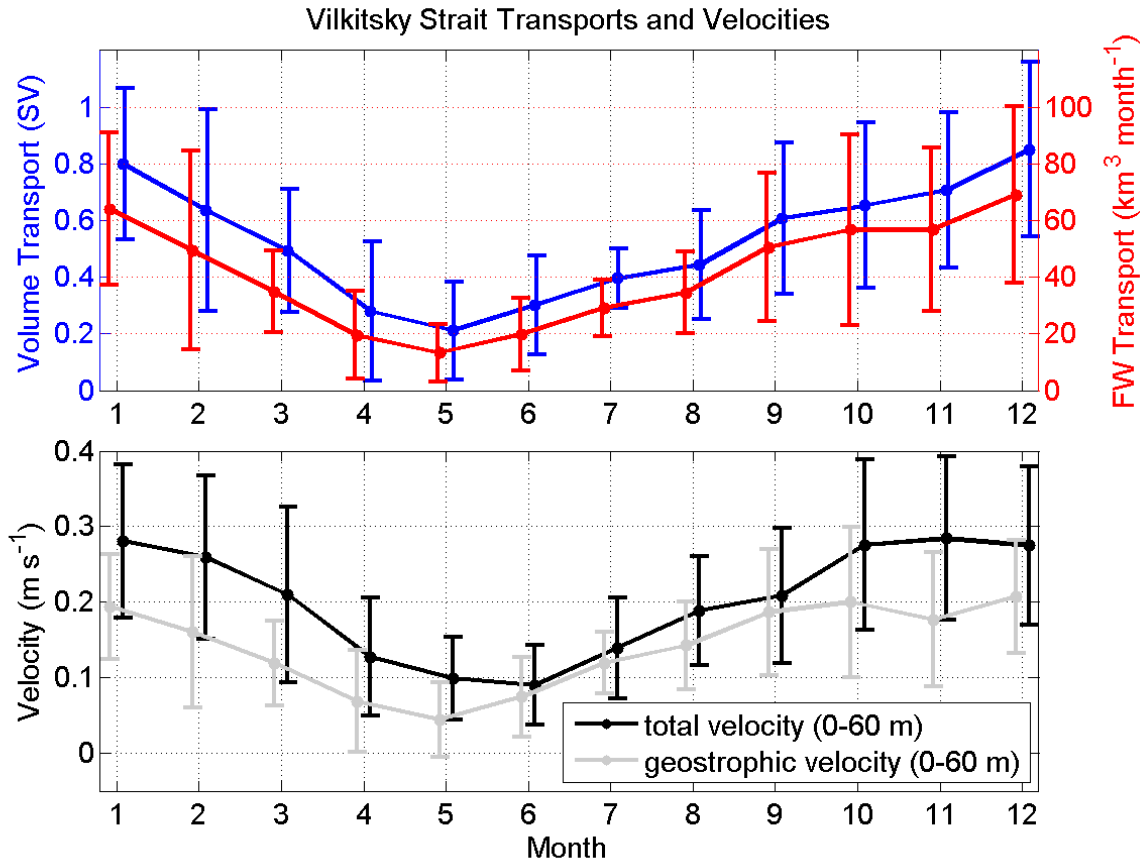 Vilkitsky Strait Transports and Velocities
Volume Transport (SV)
1
0.8
0.6
0.4
0.2
0
100
80
60
40
20
0
FW Transport (km³ month⁻¹)
1 2 3 4 5 6 7 8 9 10 11 12
Velocity (m s⁻¹)
0.4
0.3
0.2
0.1
0
total velocity (0-60 m)
geostrophic velocity (0-60 m)
1 2 3 4 5 6 7 8 9 10 11 12
Month